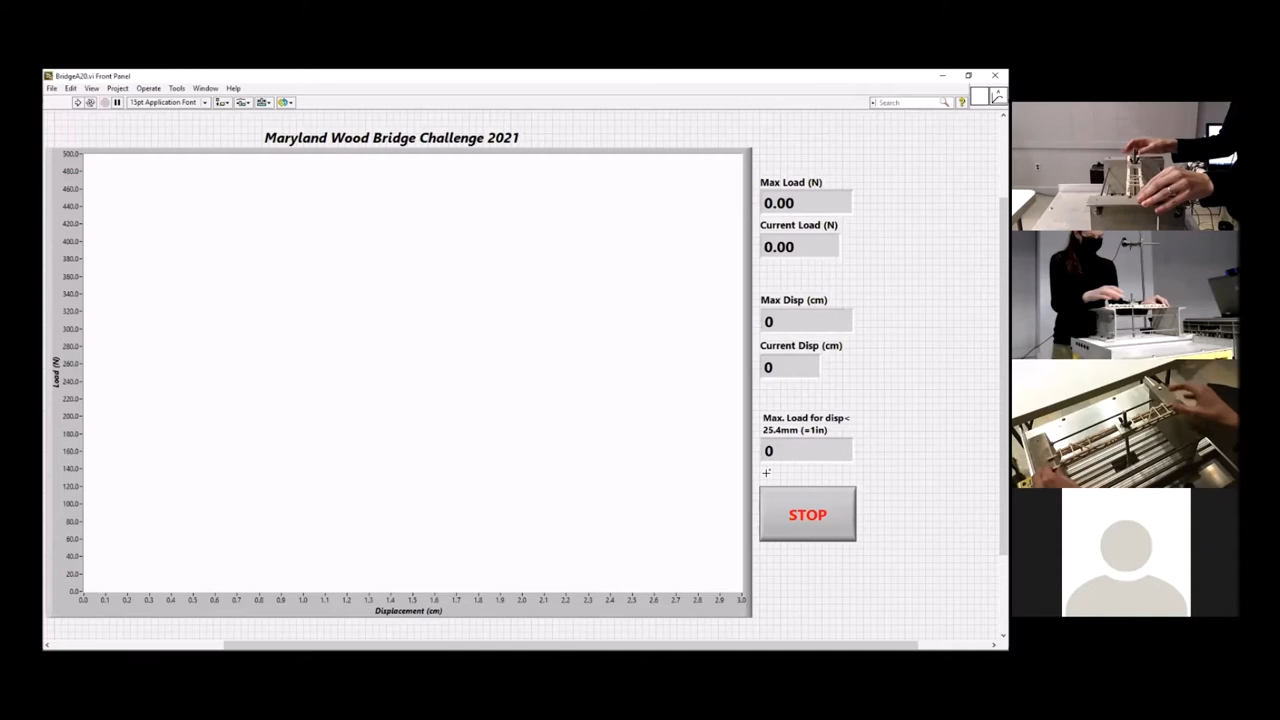 BridgeA20.vi Front Panel
File Edit View Project Operate Tools Window Help
15pt Application Font
Search
?
Maryland Wood Bridge Challenge 2021
500.0
480.0
460.0
440.0
420.0
400.0
380.0
360.0
340.0
320.0
300.0
280.0
260.0
240.0
220.0
200.0
180.0
160.0
140.0
120.0
100.0
80.0
60.0
40.0
20.0
0.0
Load (N)
0.0 0.1 0.2 0.3 0.4 0.5 0.6 0.7 0.8 0.9 1.0 1.1 1.2 1.3 1.4 1.5 1.6 1.7 1.8 1.9 2.0 2.1 2.2 2.3 2.4 2.5 2.6 2.7 2.8 2.9 3.0
Displacement (cm)
Max Load (N)
0.00
Current Load (N)
0.00
Max Disp (cm)
0
Current Disp (cm)
0
Max. Load for disp<
25.4mm (=1in)
0
STOP